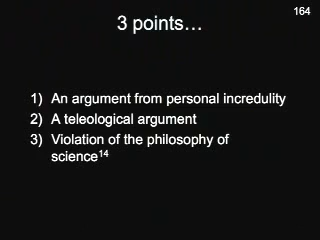 164
3 points…
1) An argument from personal incredulity
2) A teleological argument
3) Violation of the philosophy of
science14